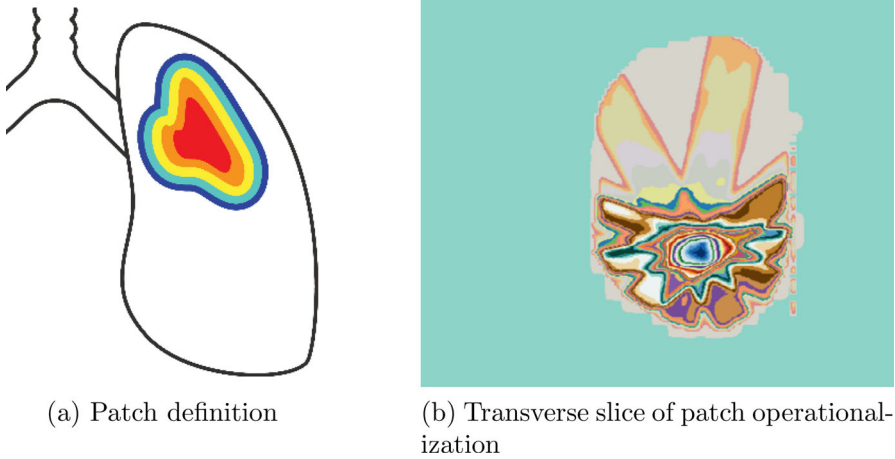 (a) Patch definition
(b) Transverse slice of patch operational-
ization